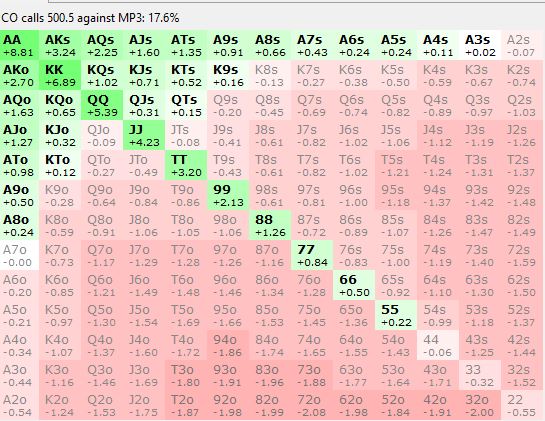 CO calls 500.5 against MP3: 17.6%
AA AKs AQs AJs ATs A9s A8s A7s A6s A5s A4s A3s A2s
+8.81 +3.24 +2.25 +1.60 +1.35 +0.91 +0.66 +0.43 +0.24 +0.24 +0.11 +0.02 -0.07
AKo KK KQs KJs KTs K9s K8s K7s K6s K5s K4s K3s K2s
+2.70 +6.89 +1.02 +0.71 +0.52 +0.16 -0.13 -0.27 -0.38 -0.50 -0.59 -0.67 -0.74
AQo KQo QQ QJs QTs Q9s Q8s Q7s Q6s Q5s Q4s Q3s Q2s
+1.63 +0.65 +5.39 +0.31 +0.15 -0.20 -0.45 -0.69 -0.74 -0.82 -0.89 -0.97 -1.03
AJo KJo QJo JJ JTs J9s J8s J7s J6s J5s J4s J3s J2s
+1.27 +0.32 -0.09 +4.23 -0.08 -0.41 -0.61 -0.82 -1.02 -1.06 -1.12 -1.19 -1.26
ATo KTo QTo JTo TT T9s T8s T7s T6s T5s T4s T3s T2s
+0.98 +0.12 -0.27 -0.49 +3.20 -0.43 -0.61 -0.82 -1.02 -1.21 -1.24 -1.31 -1.37
A9o K9o Q9o J9o T9o 99 98s 97s 96s 95s 94s 93s 92s
+0.50 -0.28 -0.64 -0.84 -0.86 +2.13 -0.61 -0.81 -1.00 -1.18 -1.37 -1.42 -1.48
A8o K8o Q8o J8o T8o 98o 88 87s 86s 85s 84s 83s 82s
+0.24 -0.59 -0.91 -1.06 -1.05 -1.06 +1.26 -0.72 -0.89 -1.07 -1.26 -1.47 -1.49
A7o K7o Q7o J7o T7o 97o 87o 77 76s 75s 74s 73s 72s
-0.00 -0.73 -1.17 -1.29 -1.28 -1.26 -1.16 +0.84 -0.83 -1.00 -1.19 -1.40 -1.59
A6o K6o Q6o J6o T6o 96o 86o 76o 66 65s 64s 63s 62s
-0.20 -0.85 -1.21 -1.49 -1.48 -1.46 -1.34 -1.28 +0.50 -0.92 -1.10 -1.30 -1.50
A5o K5o Q5o J5o T5o 95o 85o 75o 65o 55 54s 53s 52s
-0.21 -0.97 -1.30 -1.54 -1.69 -1.66 -1.53 -1.45 -1.36 +0.22 -0.99 -1.18 -1.37
A4o K4o Q4o J4o T4o 94o 84o 74o 64o 54o 44 43s 42s
-0.34 -1.07 -1.37 -1.60 -1.72 -1.86 -1.74 -1.65 -1.55 -1.43 -0.06 -1.25 -1.44
A3o K3o Q3o J3o T3o 93o 83o 73o 63o 53o 43o 33 32s
-0.44 -1.16 -1.46 -1.67 -1.80 -1.91 -1.96 -1.88 -1.77 -1.64 -1.71 -0.32 -1.52
A2o K2o Q2o J2o T2o 92o 82o 72o 62o 52o 42o 32o 22
-0.54 -1.24 -1.53 -1.75 -1.87 -1.98 -1.99 -2.08 -1.98 -1.84 -1.91 -2.00 -0.55